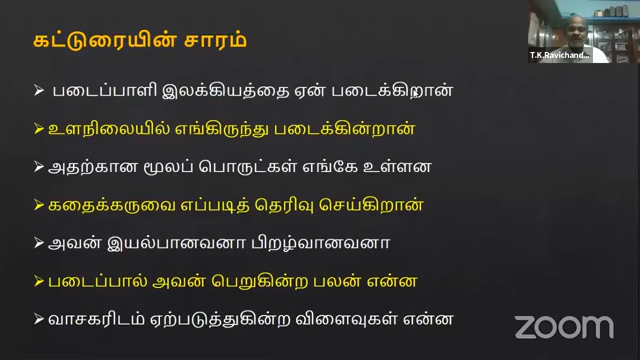 கட்டுரையின் சாரம்
T.K.Ravichand...
➢ படைப்பாளி இலக்கியத்தை ஏன் படைக்கிறான்
➢ உளநிலையில் எங்கிருந்து படைக்கின்றான்
➢ அதற்கான மூலப் பொருட்கள் எங்கே உள்ளன
➢ கதைக்கருவை எப்படித் தெரிவு செய்கிறான்
➢ அவன் இயல்பானவனா பிறழ்வானவனா
➢ படைப்பால் அவன் பெறுகின்ற பலன் என்ன
➢ வாசகரிடம் ஏற்படுத்துகின்ற விளைவுகள் என்ன
zoom